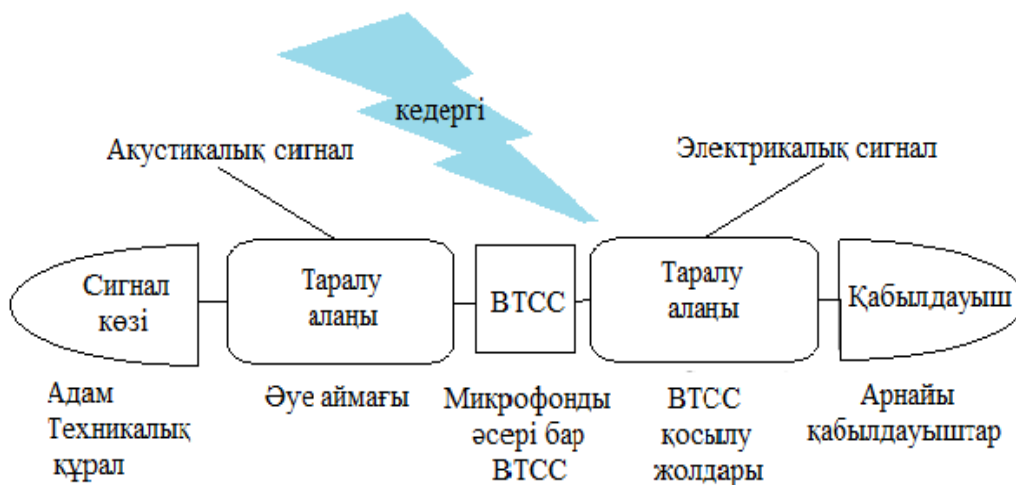 кедергі
Акустикалық сигнал
Электрикалық сигнал
Сигнал
көзі
Таралу
алаңы
ВТСС
Таралу
алаңы
Қабылдауыш
Адам
Техникалық
құрал
Әуе аймағы
Микрофонды
әсері бар
ВТСС
ВТСС
қосылу
жолдары
Арнайы
қабылдауыштар